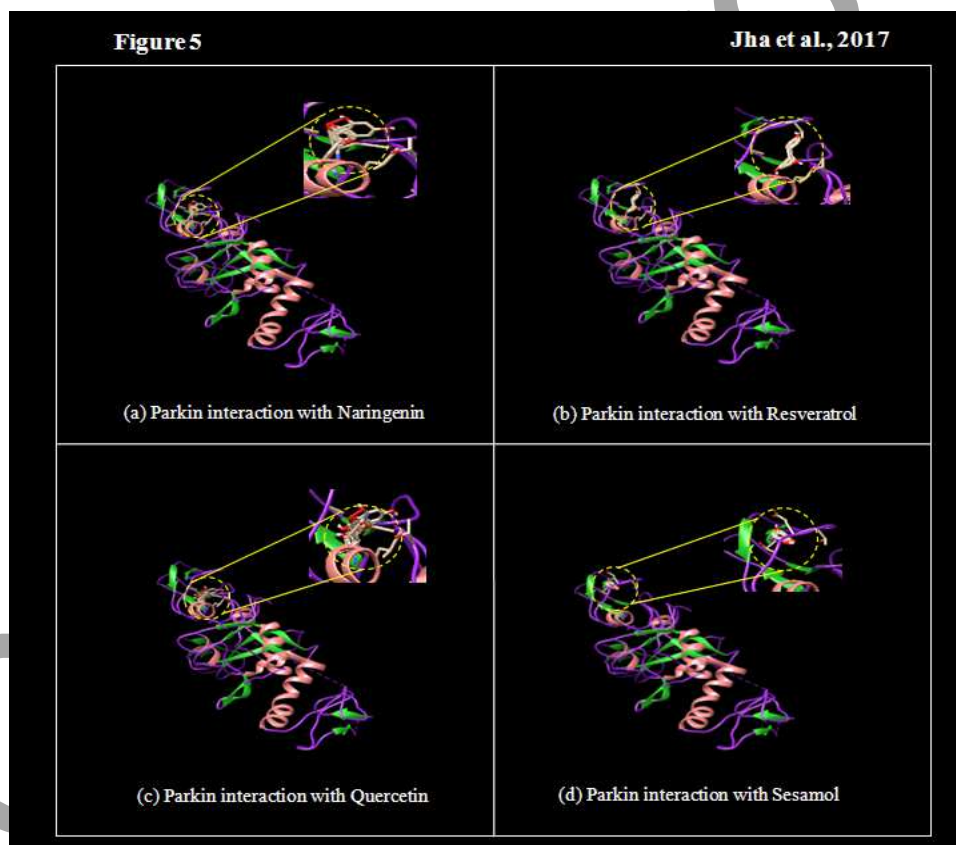 Figure 5
Jha et al., 2017
(a) Parkin interaction with Naringenin
(b) Parkin interaction with Resveratrol
(c) Parkin interaction with Quercetin
(d) Parkin interaction with Sesamol